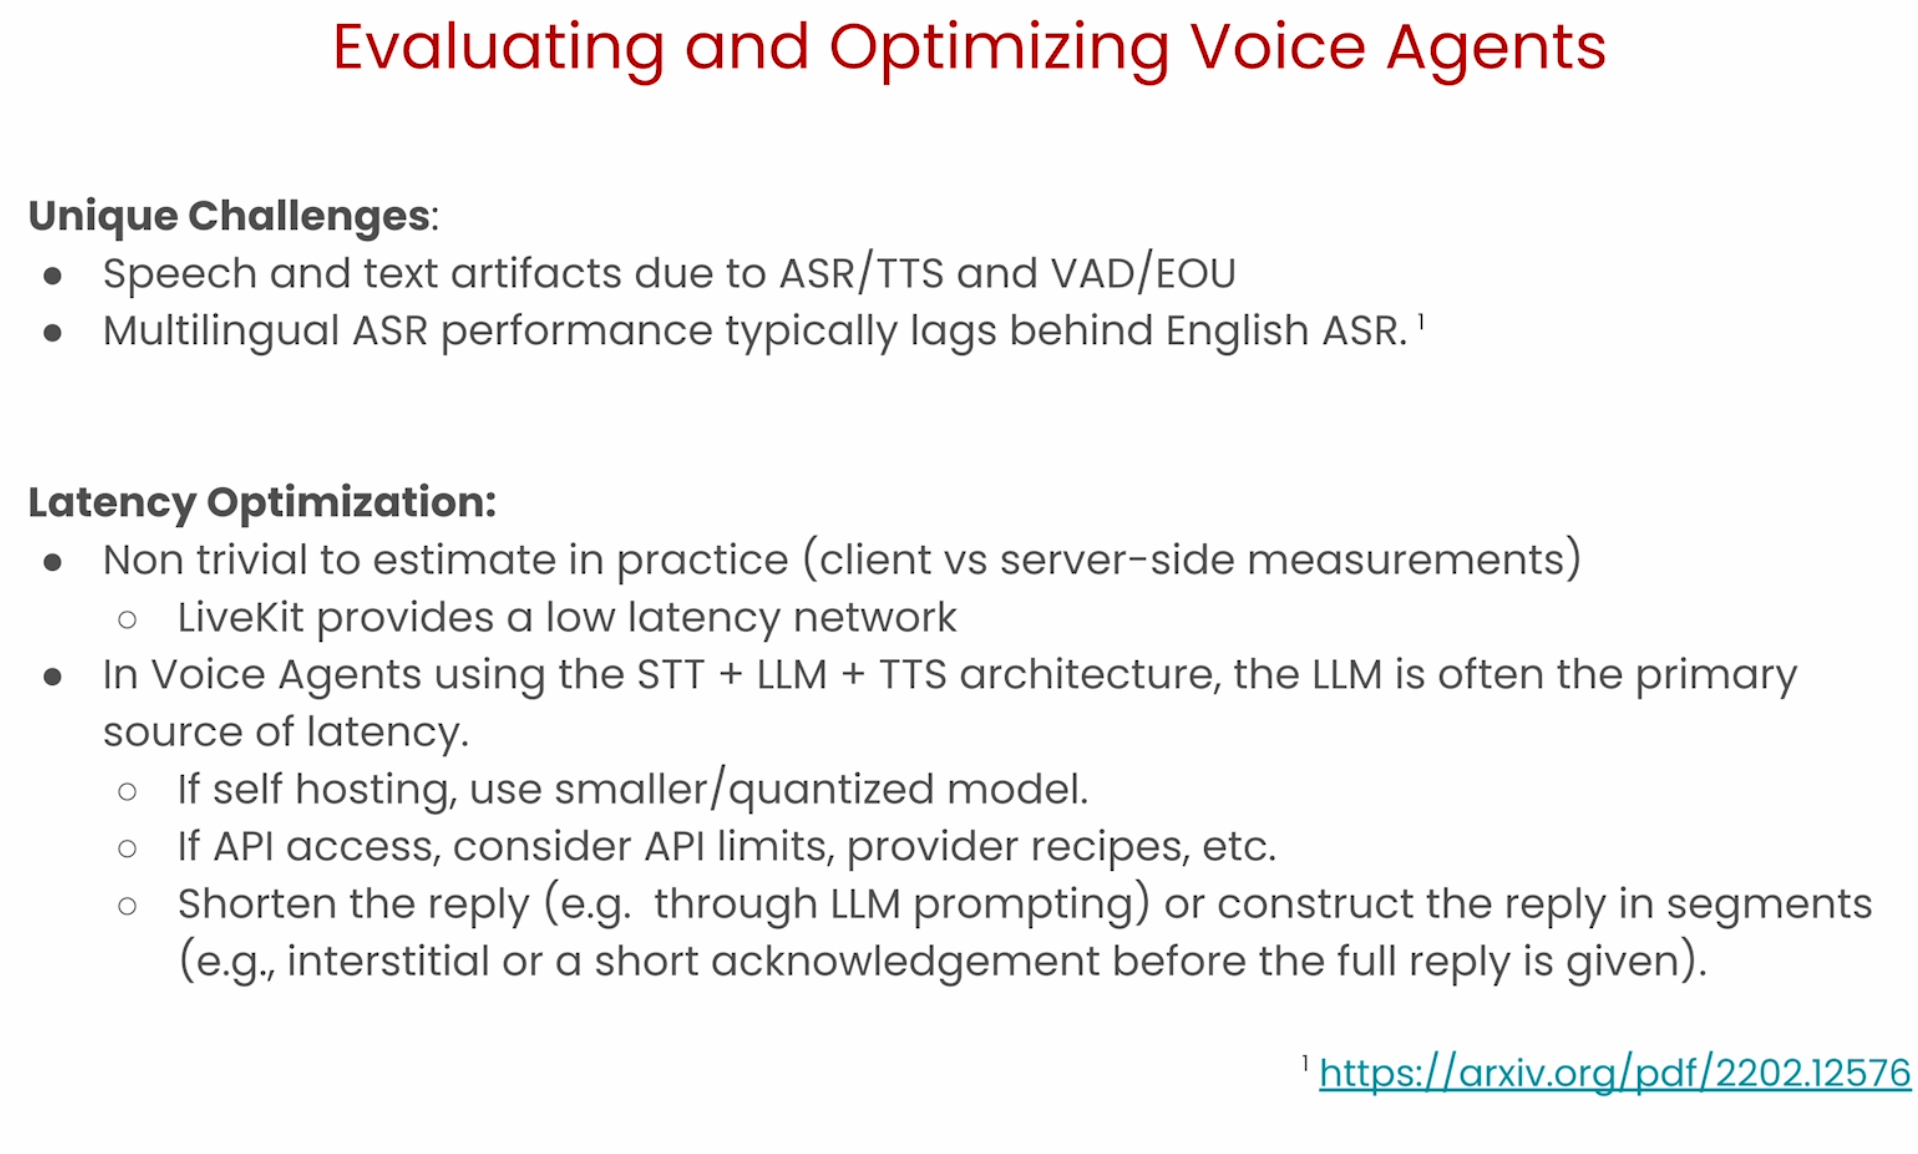 Evaluating and Optimizing Voice Agents
Unique Challenges:
● Speech and text artifacts due to ASR/TTS and VAD/EOU
● Multilingual ASR performance typically lags behind English ASR. ¹
Latency Optimization:
● Non trivial to estimate in practice (client vs server-side measurements)
○ LiveKit provides a low latency network
● In Voice Agents using the STT + LLM + TTS architecture, the LLM is often the primary
source of latency.
○ If self hosting, use smaller/quantized model.
○ If API access, consider API limits, provider recipes, etc.
○ Shorten the reply (e.g. through LLM prompting) or construct the reply in segments
(e.g., interstitial or a short acknowledgement before the full reply is given).
¹ https://arxiv.org/pdf/2202.12576